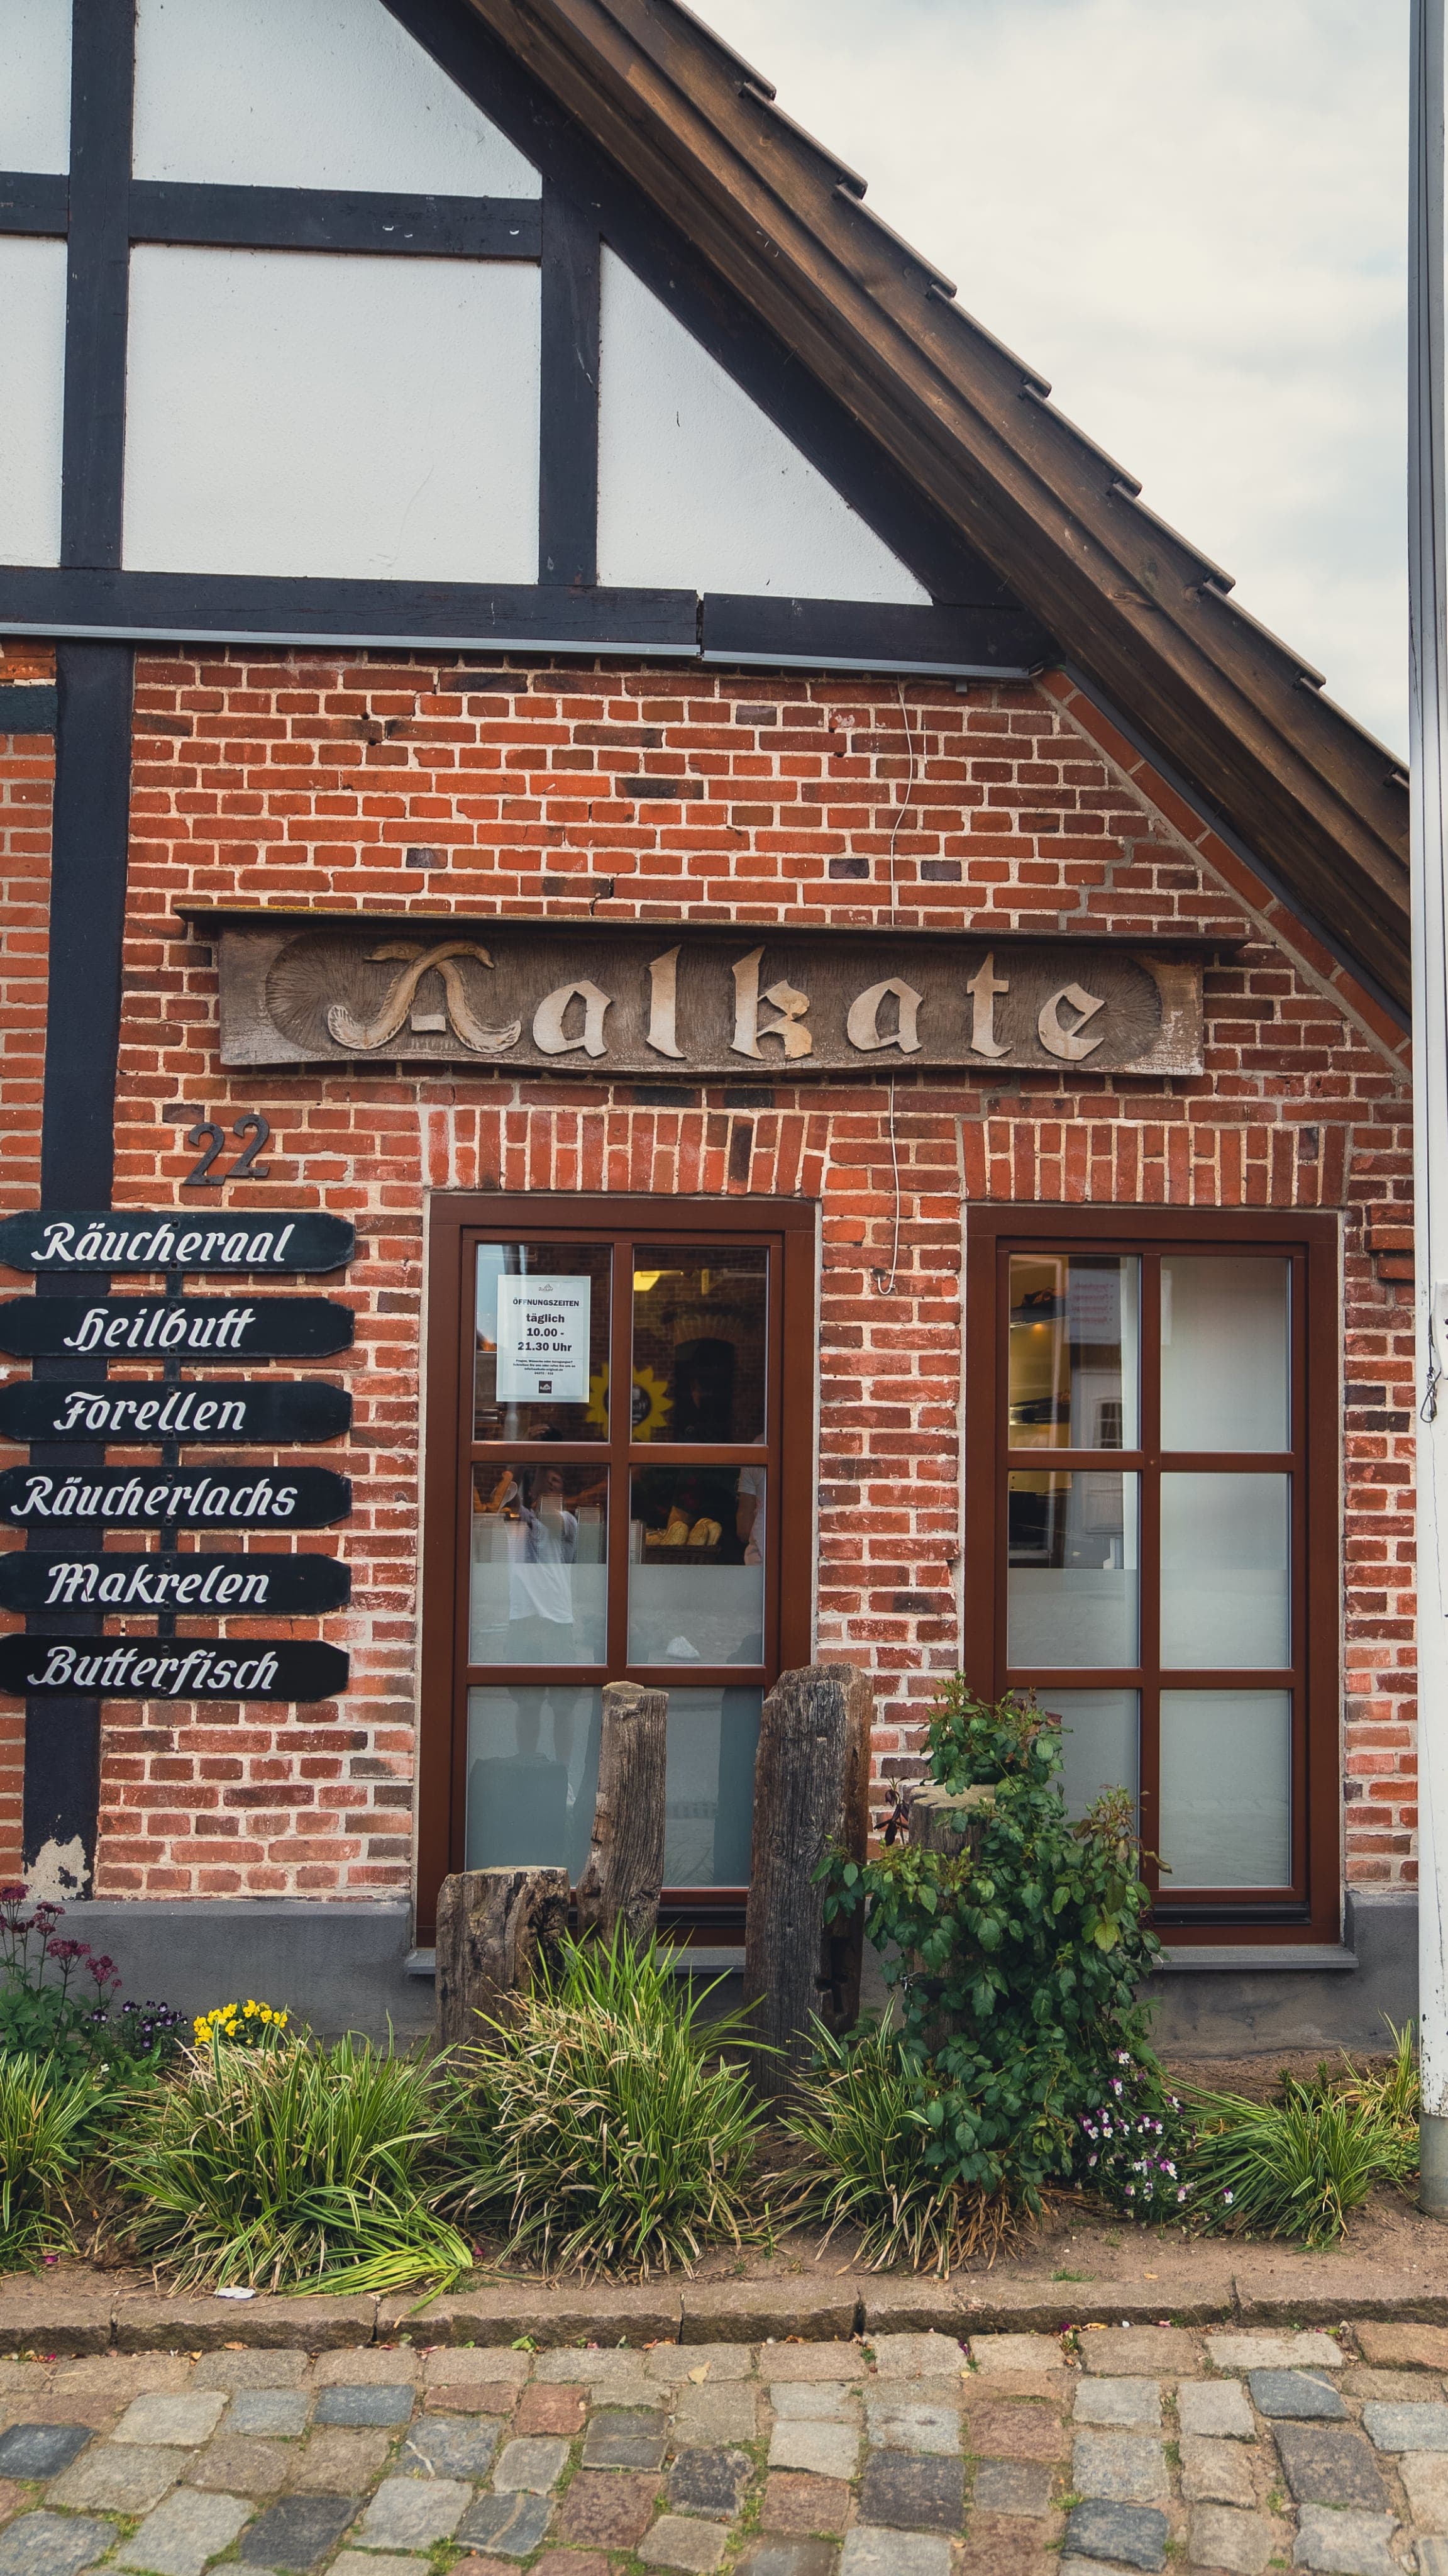 Aalkate
22
Räucheraal
Heilbutt
Forellen
Räucherlachs
Makrelen
Butterfisch
ÖFFNUNGSZEITEN
täglich
10.00 -
21.30 Uhr